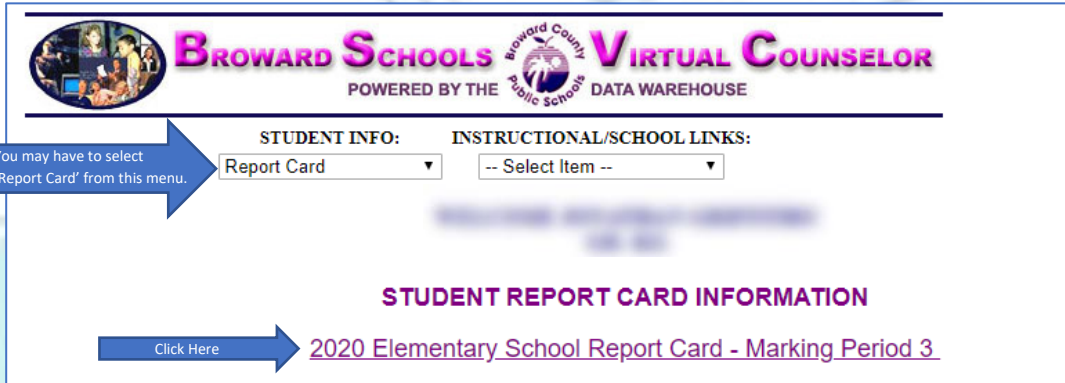 BROWARD SCHOOLS Broward County Public Schools VIRTUAL COUNSELOR
POWERED BY THE DATA WAREHOUSE
STUDENT INFO: INSTRUCTIONAL/SCHOOL LINKS:
You may have to select
Report Card' from this menu.
Report Card -- Select Item --
STUDENT REPORT CARD INFORMATION
Click Here
2020 Elementary School Report Card - Marking Period 3